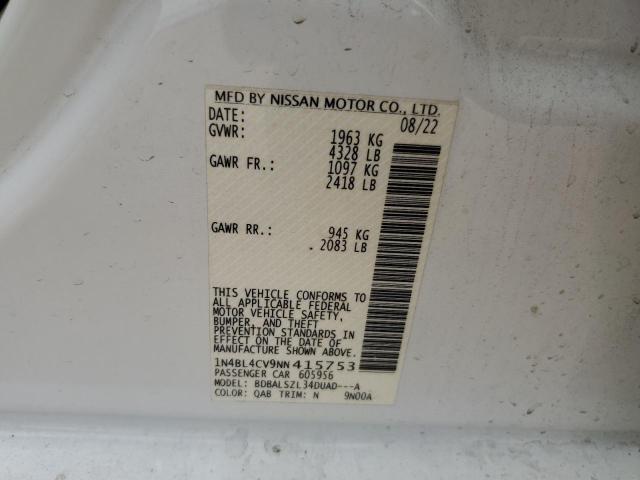 MFD BY NISSAN MOTOR CO., LTD.
DATE: 08/22
GVWR: 1963 KG
4328 LB
GAWR FR.: 1097 KG
2418 LB
GAWR RR.: 945 KG
2083 LB
THIS VEHICLE CONFORMS TO
ALL APPLICABLE FEDERAL
MOTOR VEHICLE SAFETY,
BUMPER, AND THEFT
PREVENTION STANDARDS IN
EFFECT ON THE DATE OF
MANUFACTURE SHOWN ABOVE.
1N4BL4CV9NN415753
PASSENGER CAR 605956
MODEL: BDBALSZL34DUAD---A
COLOR: QAB TRIM: N 9N00A